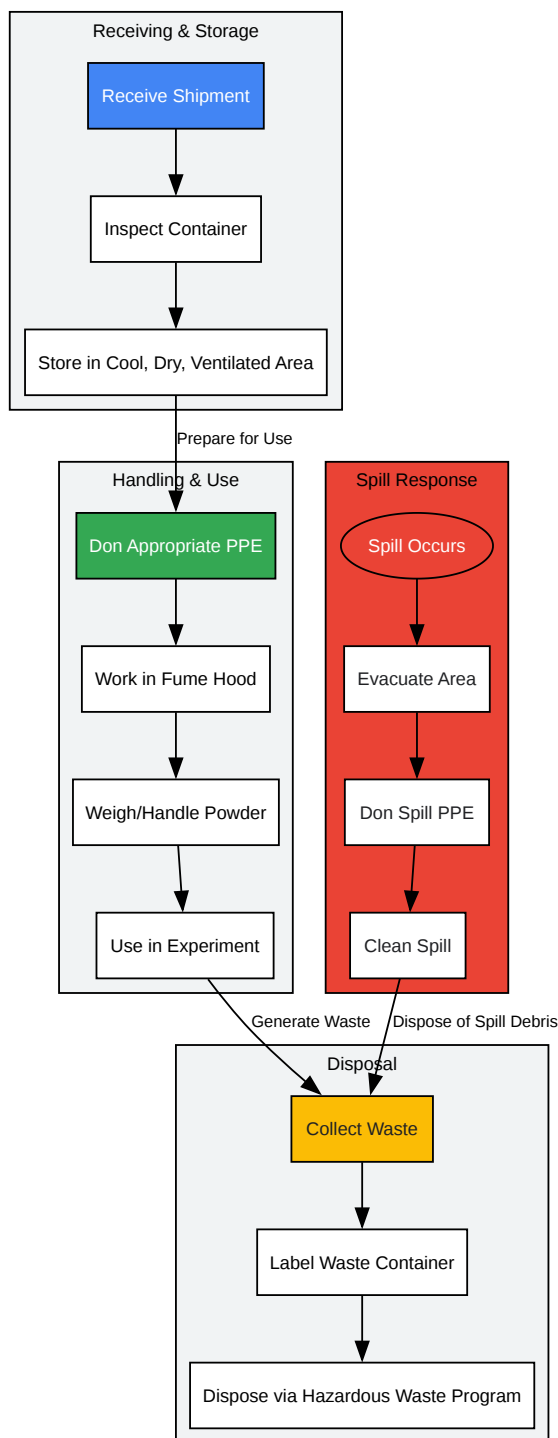 Receiving & Storage
Receive Shipment
Inspect Container
Store in Cool, Dry, Ventilated Area
Prepare for Use
Handling & Use
Don Appropriate PPE
Work in Fume Hood
Weigh/Handle Powder
Use in Experiment
Generate Waste
Spill Response
Spill Occurs
Evacuate Area
Don Spill PPE
Clean Spill
Dispose of Spill Debris
Disposal
Collect Waste
Label Waste Container
Dispose via Hazardous Waste Program